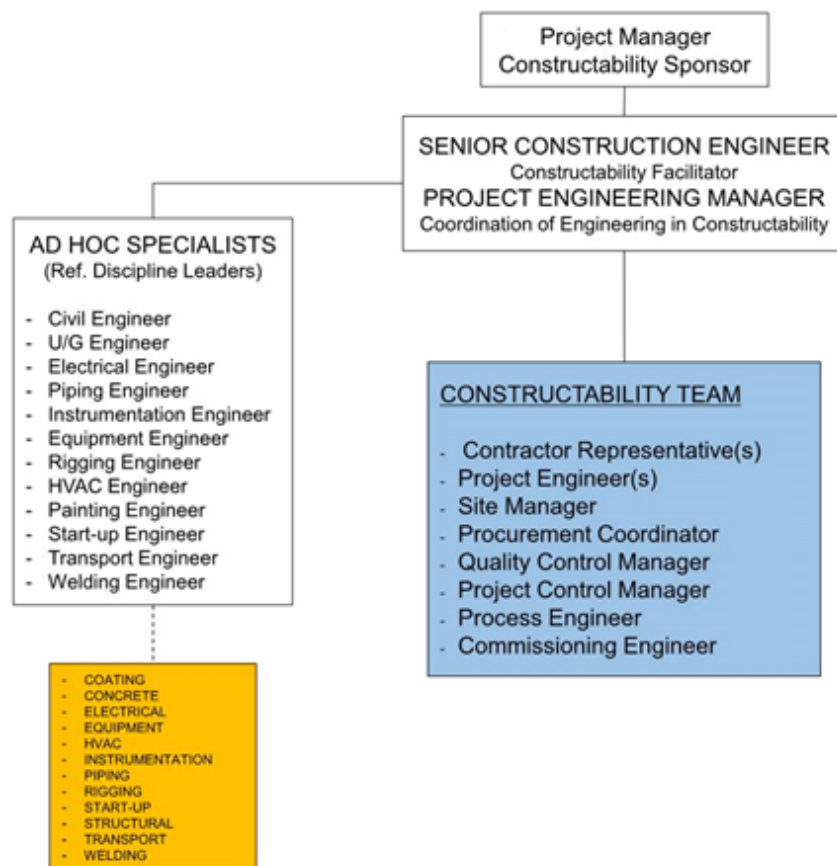 Project Manager
Constructability Sponsor
SENIOR CONSTRUCTION ENGINEER
Constructability Facilitator
PROJECT ENGINEERING MANAGER
Coordination of Engineering in Constructability
AD HOC SPECIALISTS
(Ref. Discipline Leaders)
- Civil Engineer
- U/G Engineer
- Electrical Engineer
- Piping Engineer
- Instrumentation Engineer
- Equipment Engineer
- Rigging Engineer
- HVAC Engineer
- Painting Engineer
- Start-up Engineer
- Transport Engineer
- Welding Engineer
CONSTRUCTABILITY TEAM
- Contractor Representative(s)
- Project Engineer(s)
- Site Manager
- Procurement Coordinator
- Quality Control Manager
- Project Control Manager
- Process Engineer
- Commissioning Engineer
- COATING
- CONCRETE
- ELECTRICAL
- EQUIPMENT
- HVAC
- INSTRUMENTATION
- PIPING
- RIGGING
- START-UP
- STRUCTURAL
- TRANSPORT
- WELDING